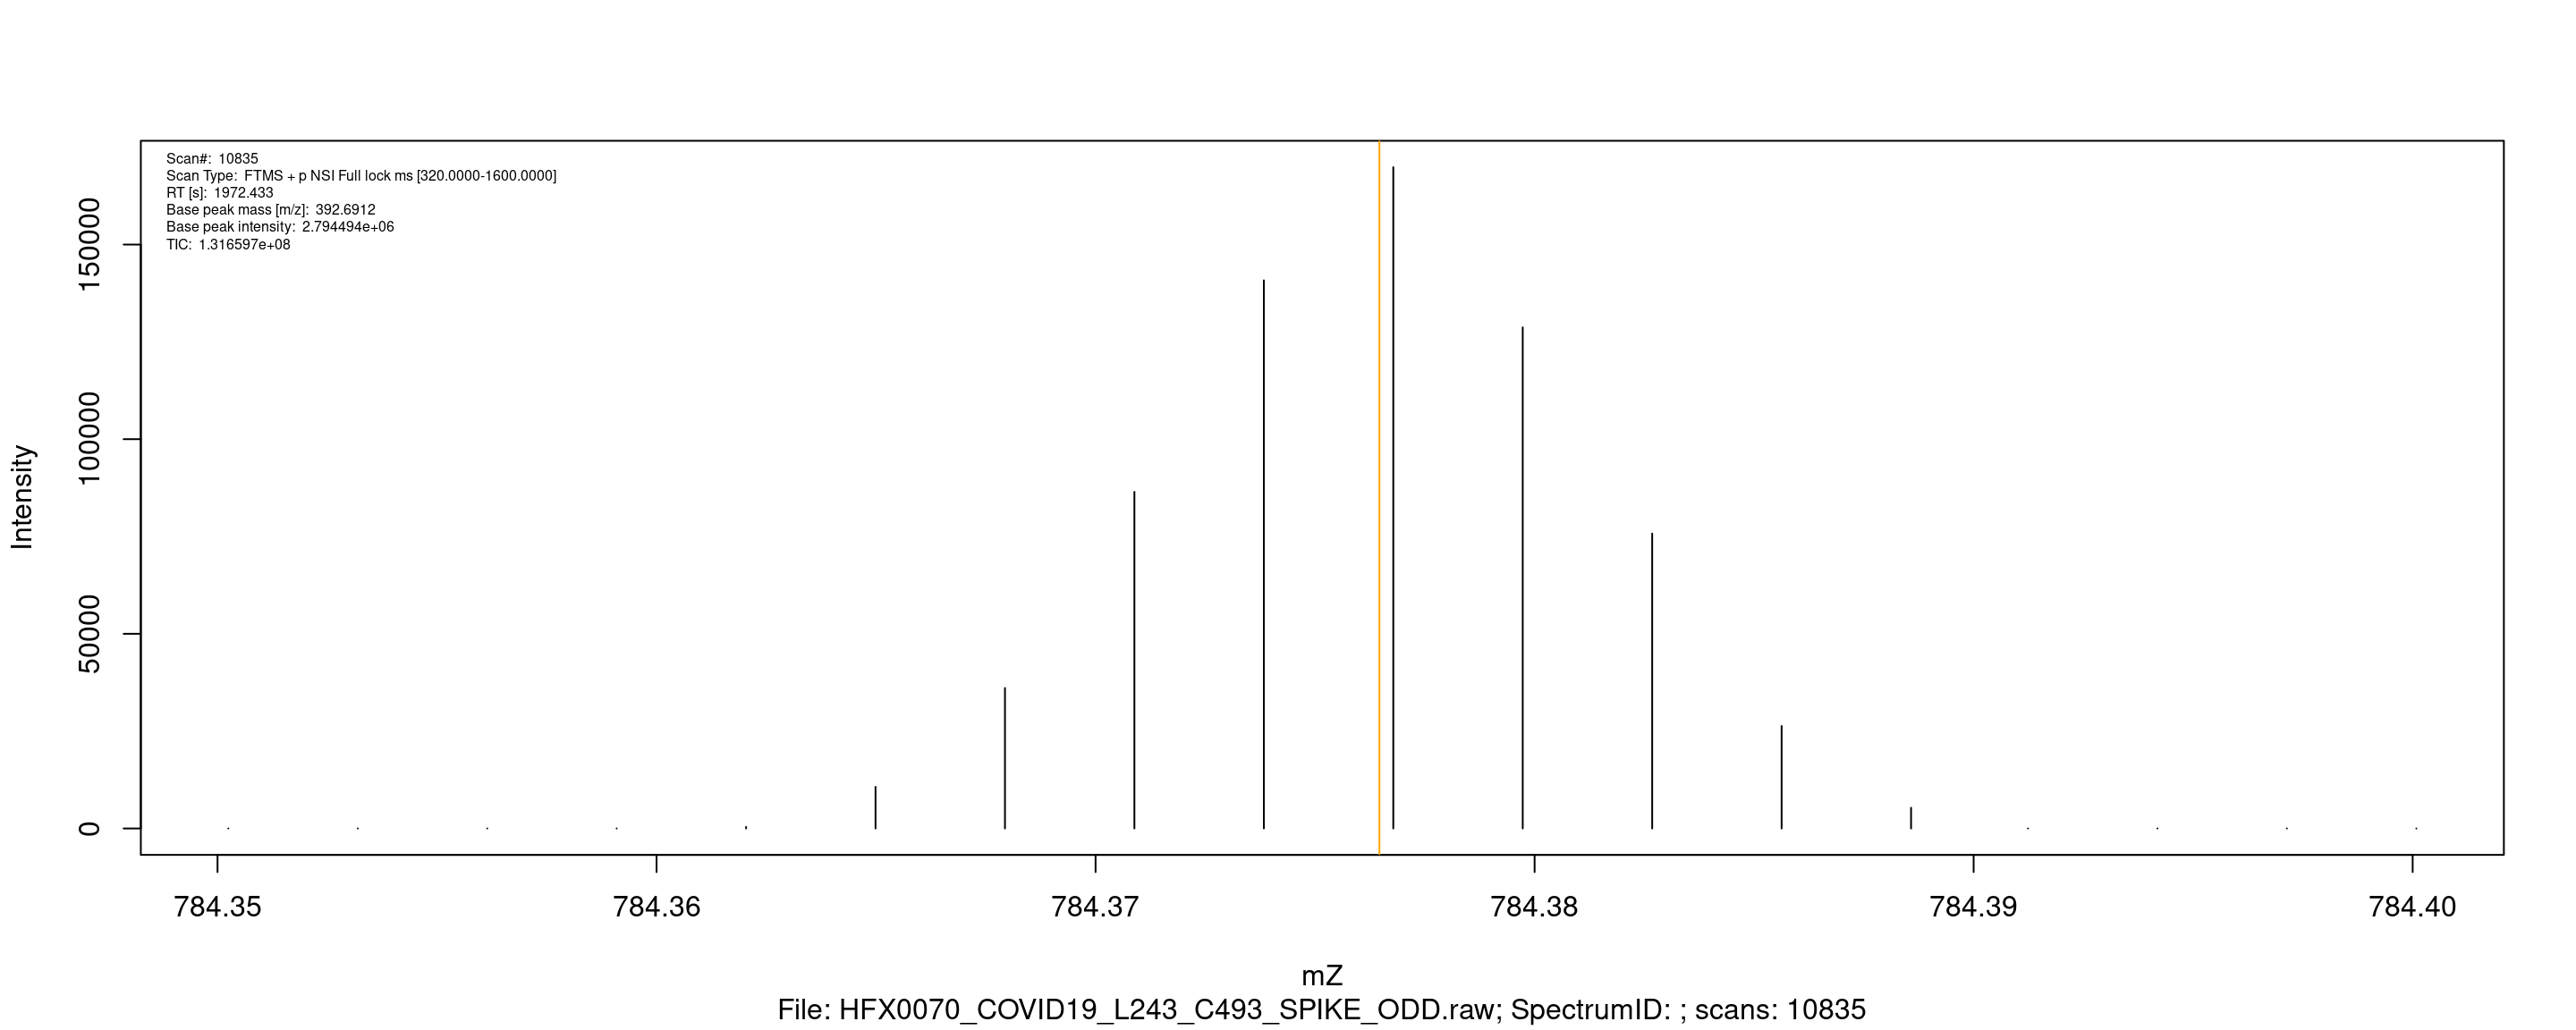 Scan#: 10835
Scan Type: FTMS + p NSI Full lock ms [320.0000-1600.0000]
RT [s]: 1972.433
Base peak mass [m/z]: 392.6912
Base peak intensity: 2.794494e+06
TIC: 1.316597e+08
Intensity
150000
100000
50000
0
784.35 784.36 784.37 784.38 784.39 784.40
mZ
File: HFX0070_COVID19_L243_C493_SPIKE_ODD.raw; SpectrumID: ; scans: 10835